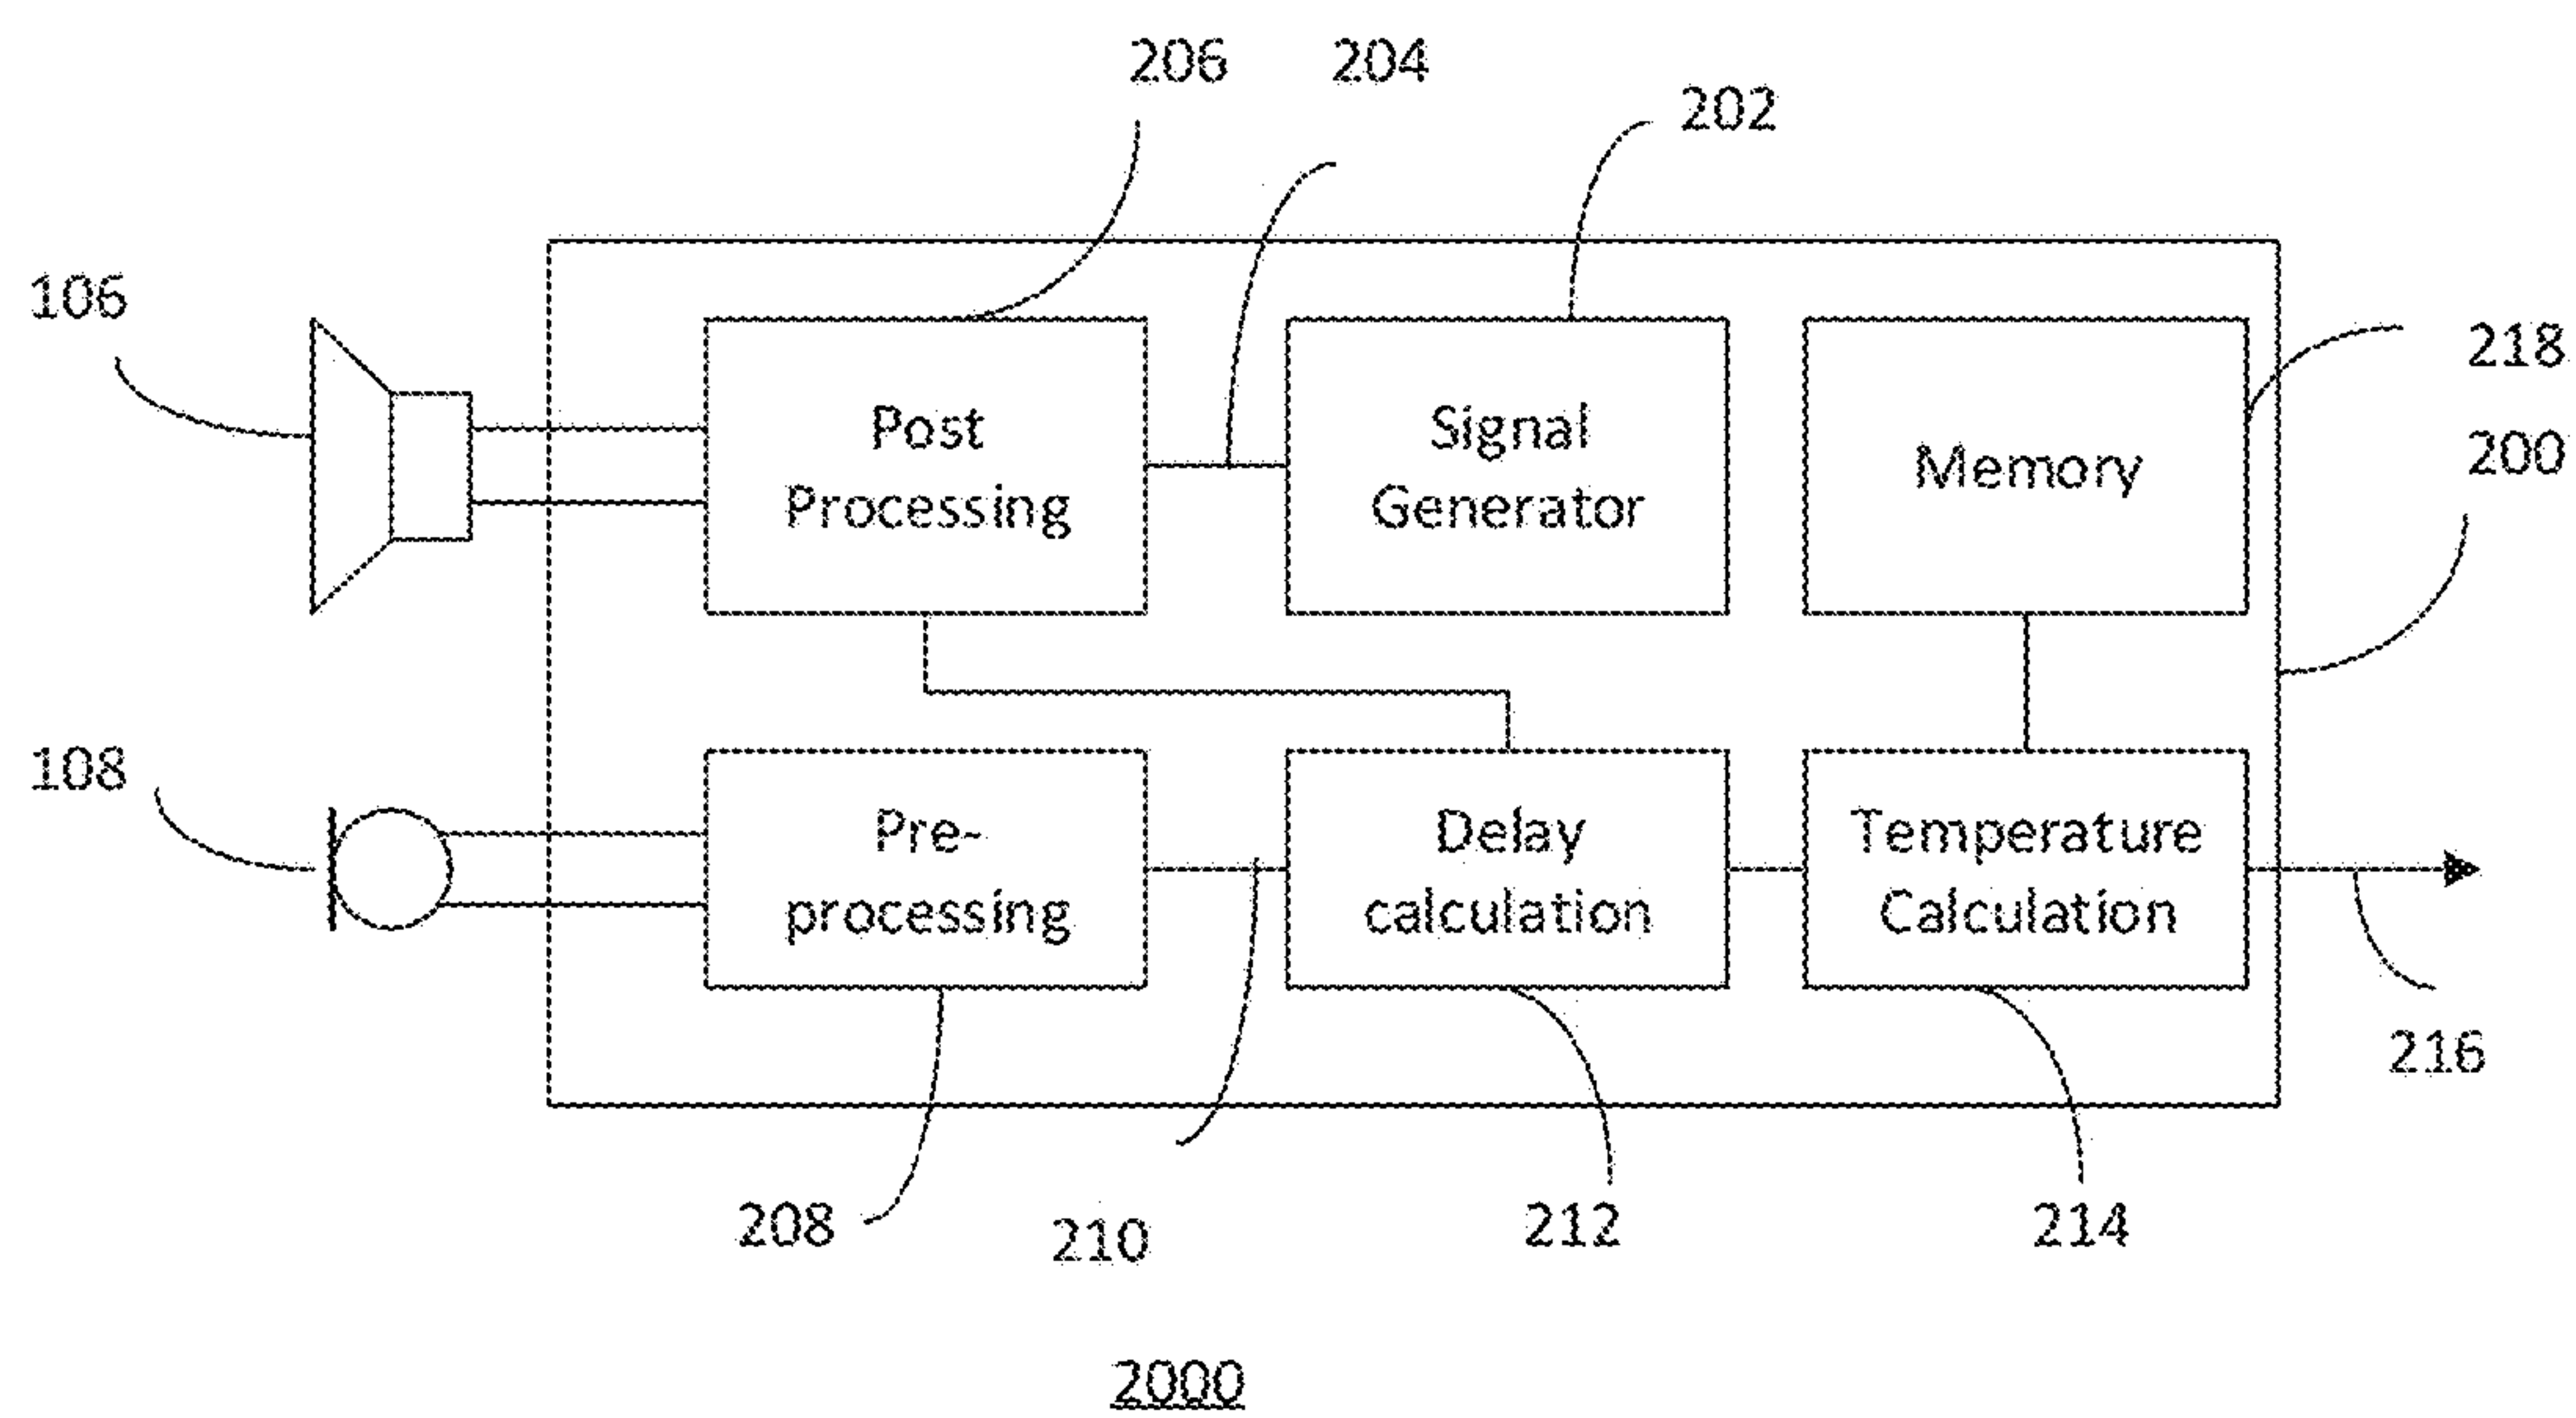 206
204
202
106
218
200
Post
Processing
Signal
Generator
Memory
108
Pre-
processing
Delay
calculation
Temperature
Calculation
216
208
210
212
214
2000